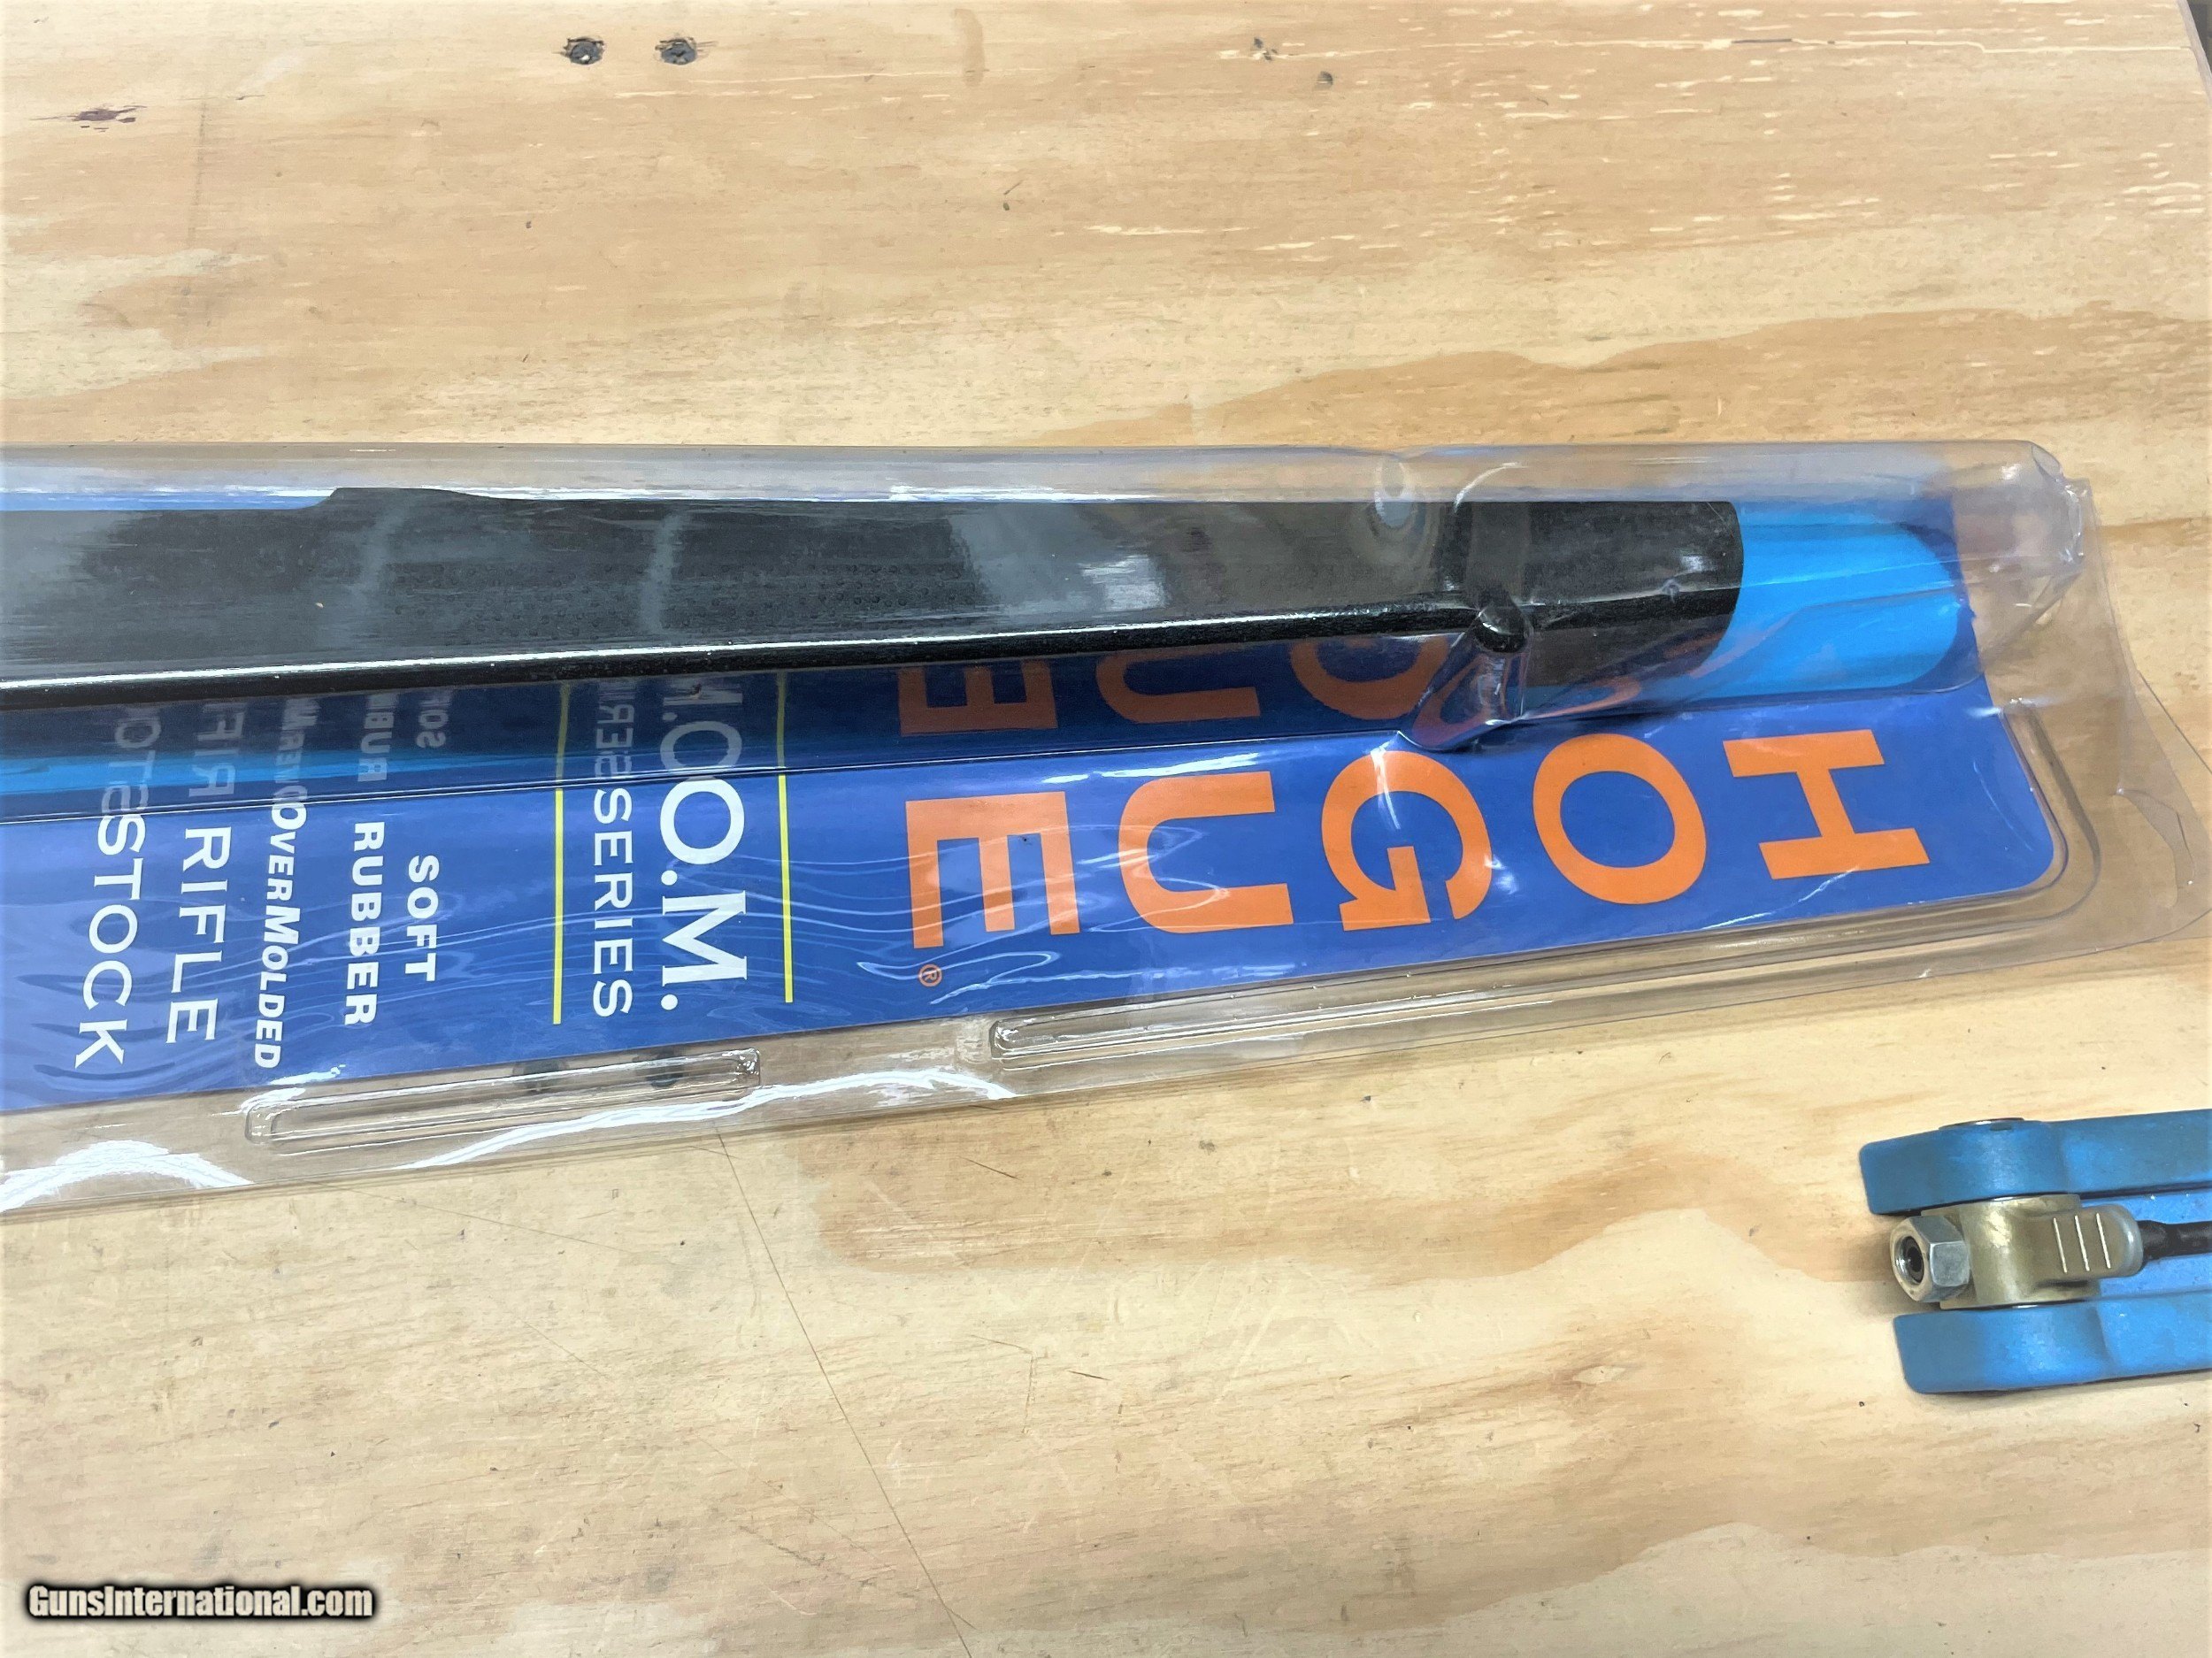 HOGUE®
O.M.
SERIES
SOFT
RUBBER
OVERMOLDED
RIFLE
STOCK
GunsInternational.com